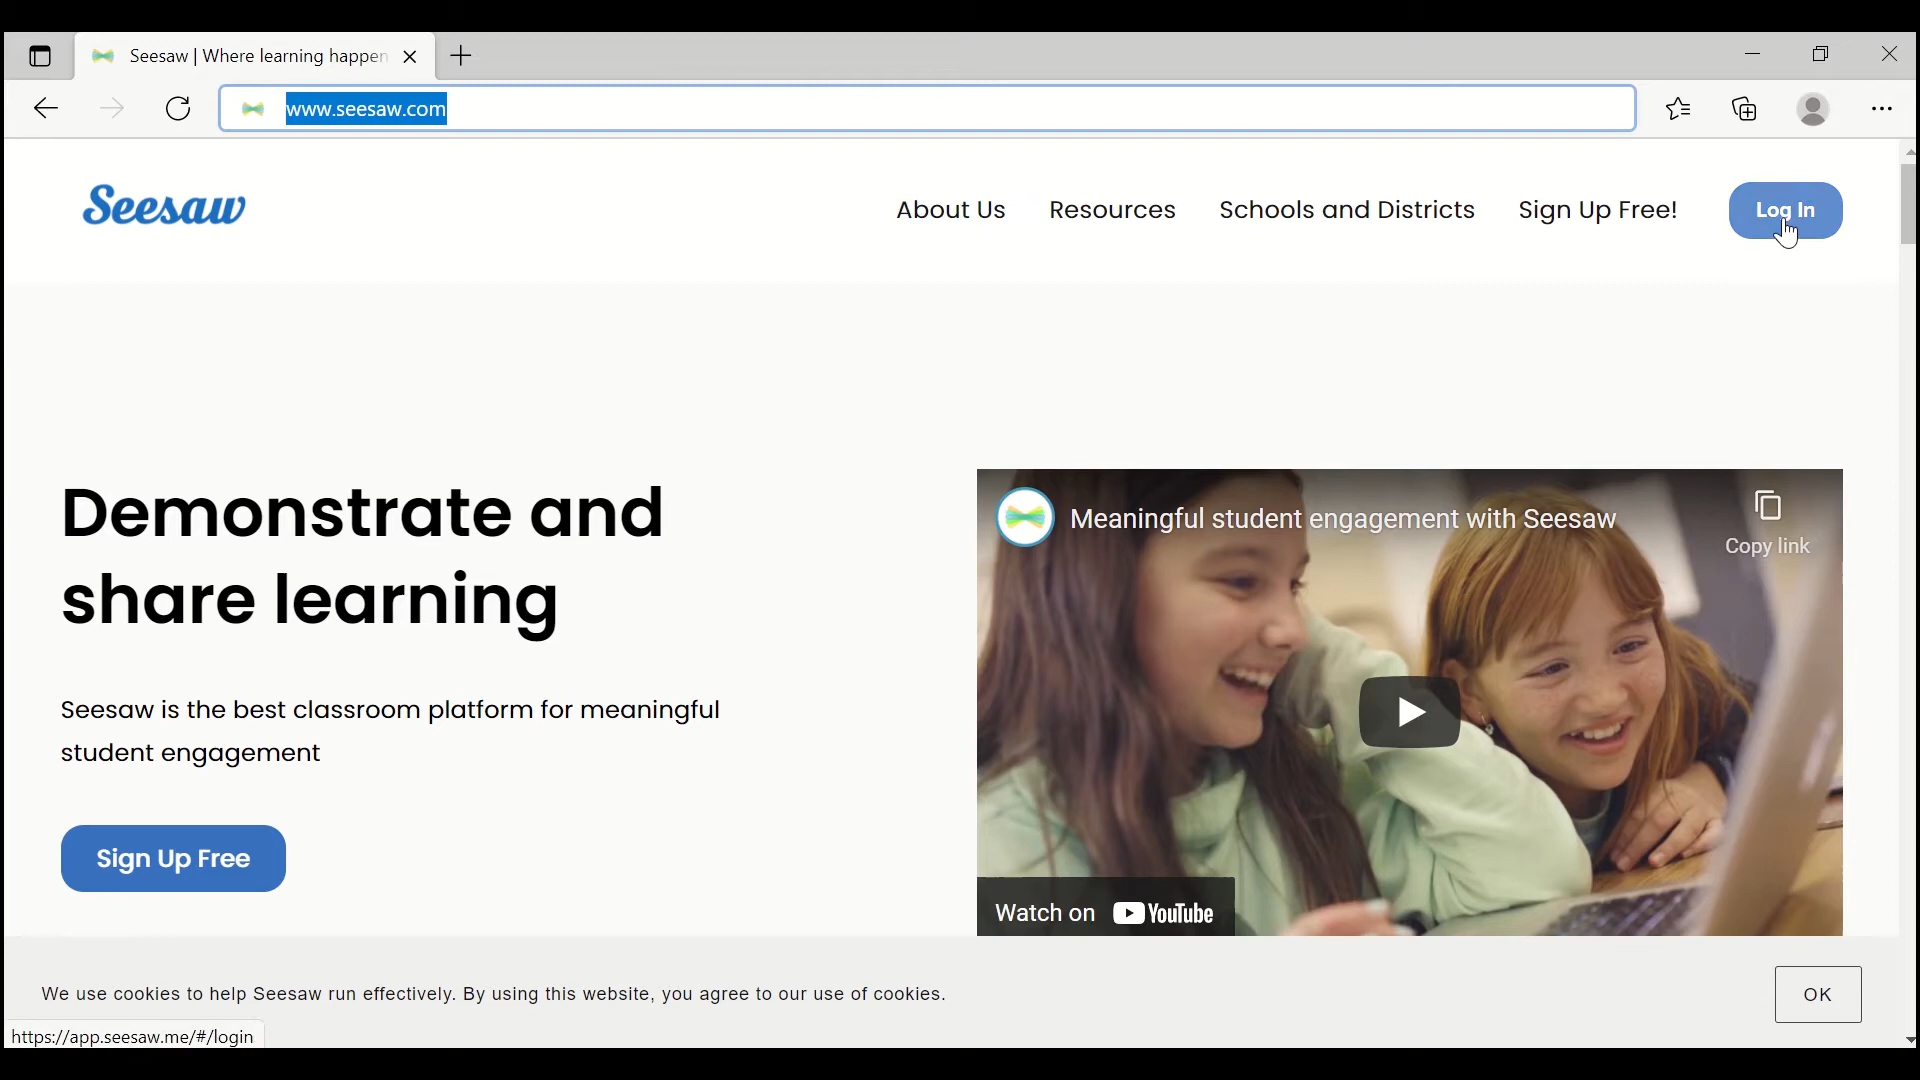 Seesaw | Where learning happen
www.seesaw.com
Seesaw
About Us
Resources
Schools and Districts
Sign Up Free!
Log In
Demonstrate and
share learning
Seesaw is the best classroom platform for meaningful
student engagement
Sign Up Free
Meaningful student engagement with Seesaw
Copy link
Watch on YouTube
We use cookies to help Seesaw run effectively. By using this website, you agree to our use of cookies.
OK
https://app.seesaw.me/#/login